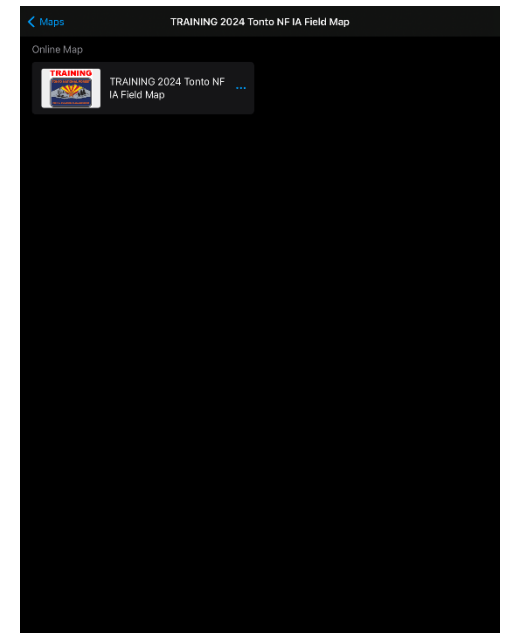 Maps
TRAINING 2024 Tonto NF IA Field Map
Online Map
TRAINING
TRAINING 2024 Tonto NF
IA Field Map
...